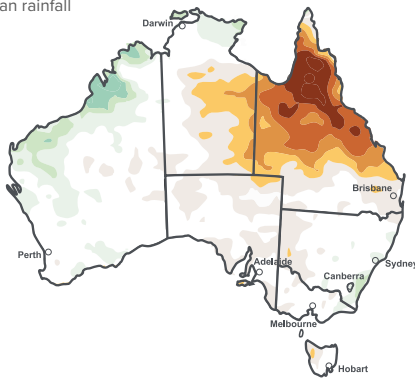 an rainfall
Darwin
Brisbane
Perth
Adelaide
Sydney
Canberra
Melbourne
Hobart